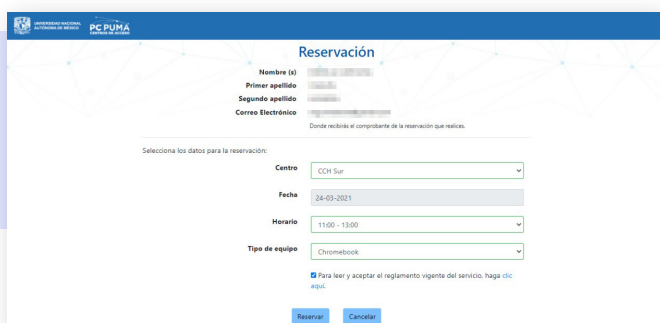 UNIVERSIDAD NACIONAL
AUTÓNOMA DE MÉXICO
PC PUMA
CENTROS DE ACCESO
Reservación
Nombre (s)
Primer apellido
Segundo apellido
Correo Electrónico
Donde recibirás el comprobante de la reservación que realices.
Selecciona los datos para la reservación:
Centro CCH Sur
Fecha 24-03-2021
Horario 11:00 - 13:00
Tipo de equipo Chromebook
Para leer y aceptar el reglamento vigente del servicio, haga clic
aquí.
Reservar Cancelar